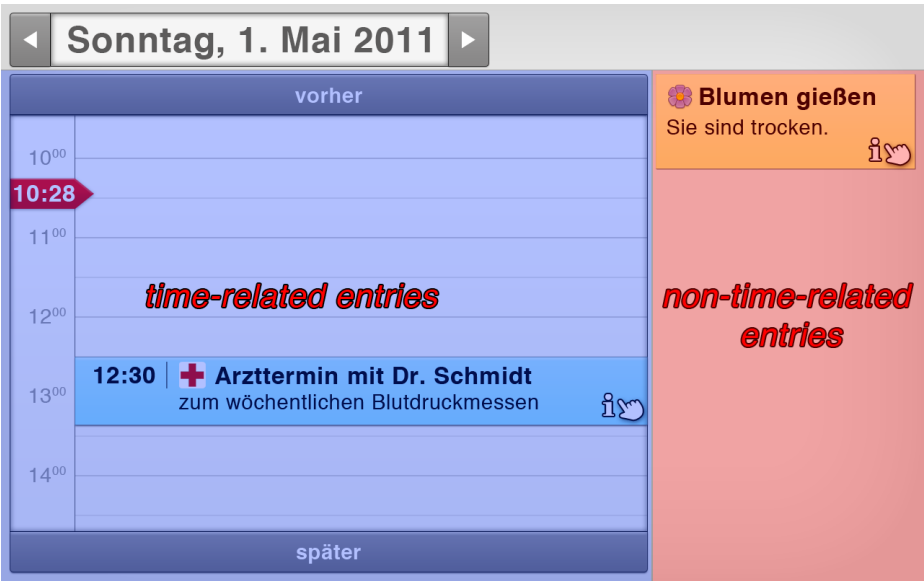 Sonntag, 1. Mai 2011
vorher
10⁰⁰
10:28
11⁰⁰
time-related entries
12⁰⁰
12:30 Arzttermin mit Dr. Schmidt
13⁰⁰ zum wöchentlichen Blutdruckmessen
i
14⁰⁰
später
Blumen gießen
Sie sind trocken.
i
non-time-related
entries